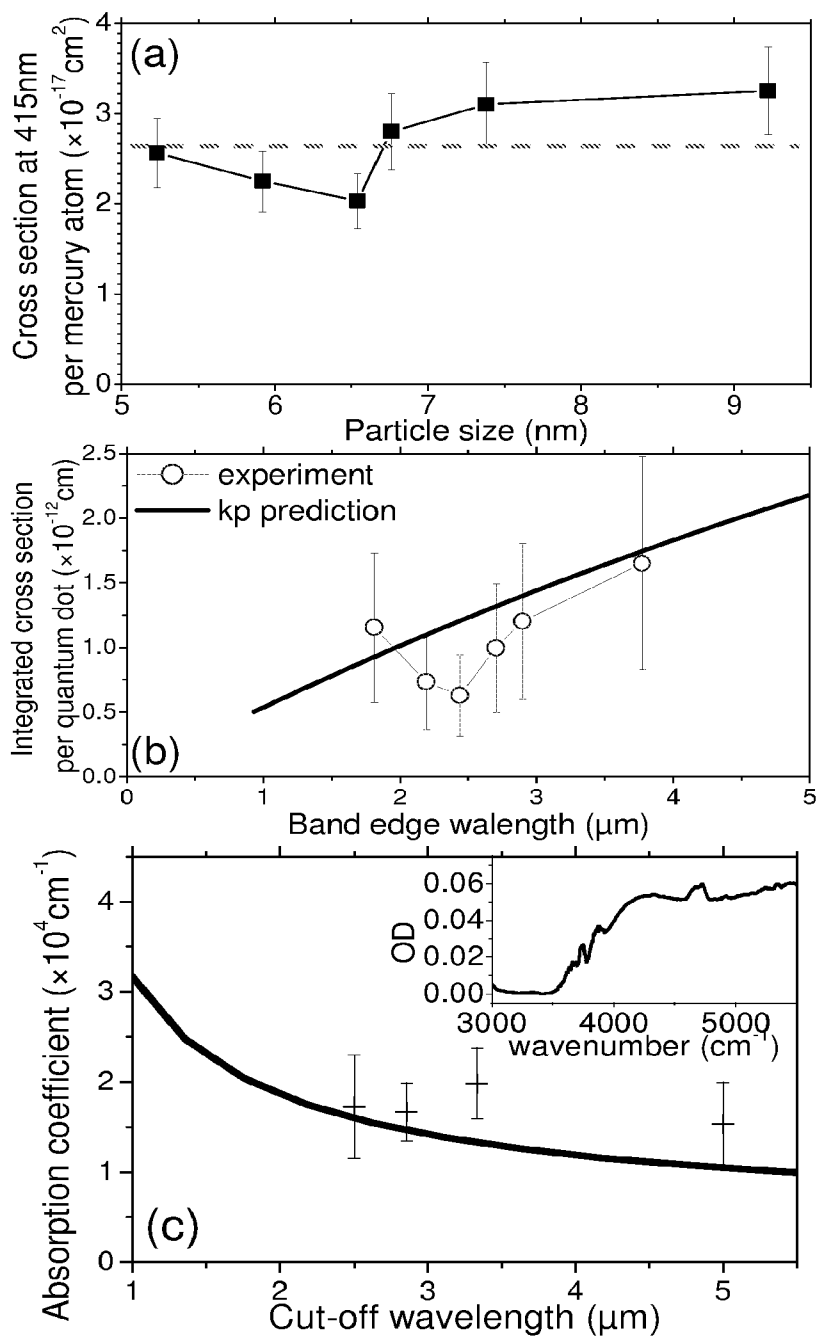 (a)
Cross section at 415nm
per mercury atom (×10⁻¹⁷cm²)
4
3
2
1
0
5 6 7 8 9
Particle size (nm)
(b)
Integrated cross section
per quantum dot (×10⁻¹²cm)
2.5
2.0
1.5
1.0
0.5
0.0
experiment
kp prediction
0 1 2 3 4 5
Band edge walength (μm)
(c)
Absorption coefficient (×10⁴cm⁻¹)
4
3
2
1
0
1 2 3 4 5
Cut-off wavelength (μm)
OD
0.06
0.04
0.02
0.00
3000 4000 5000
wavenumber (cm⁻¹)